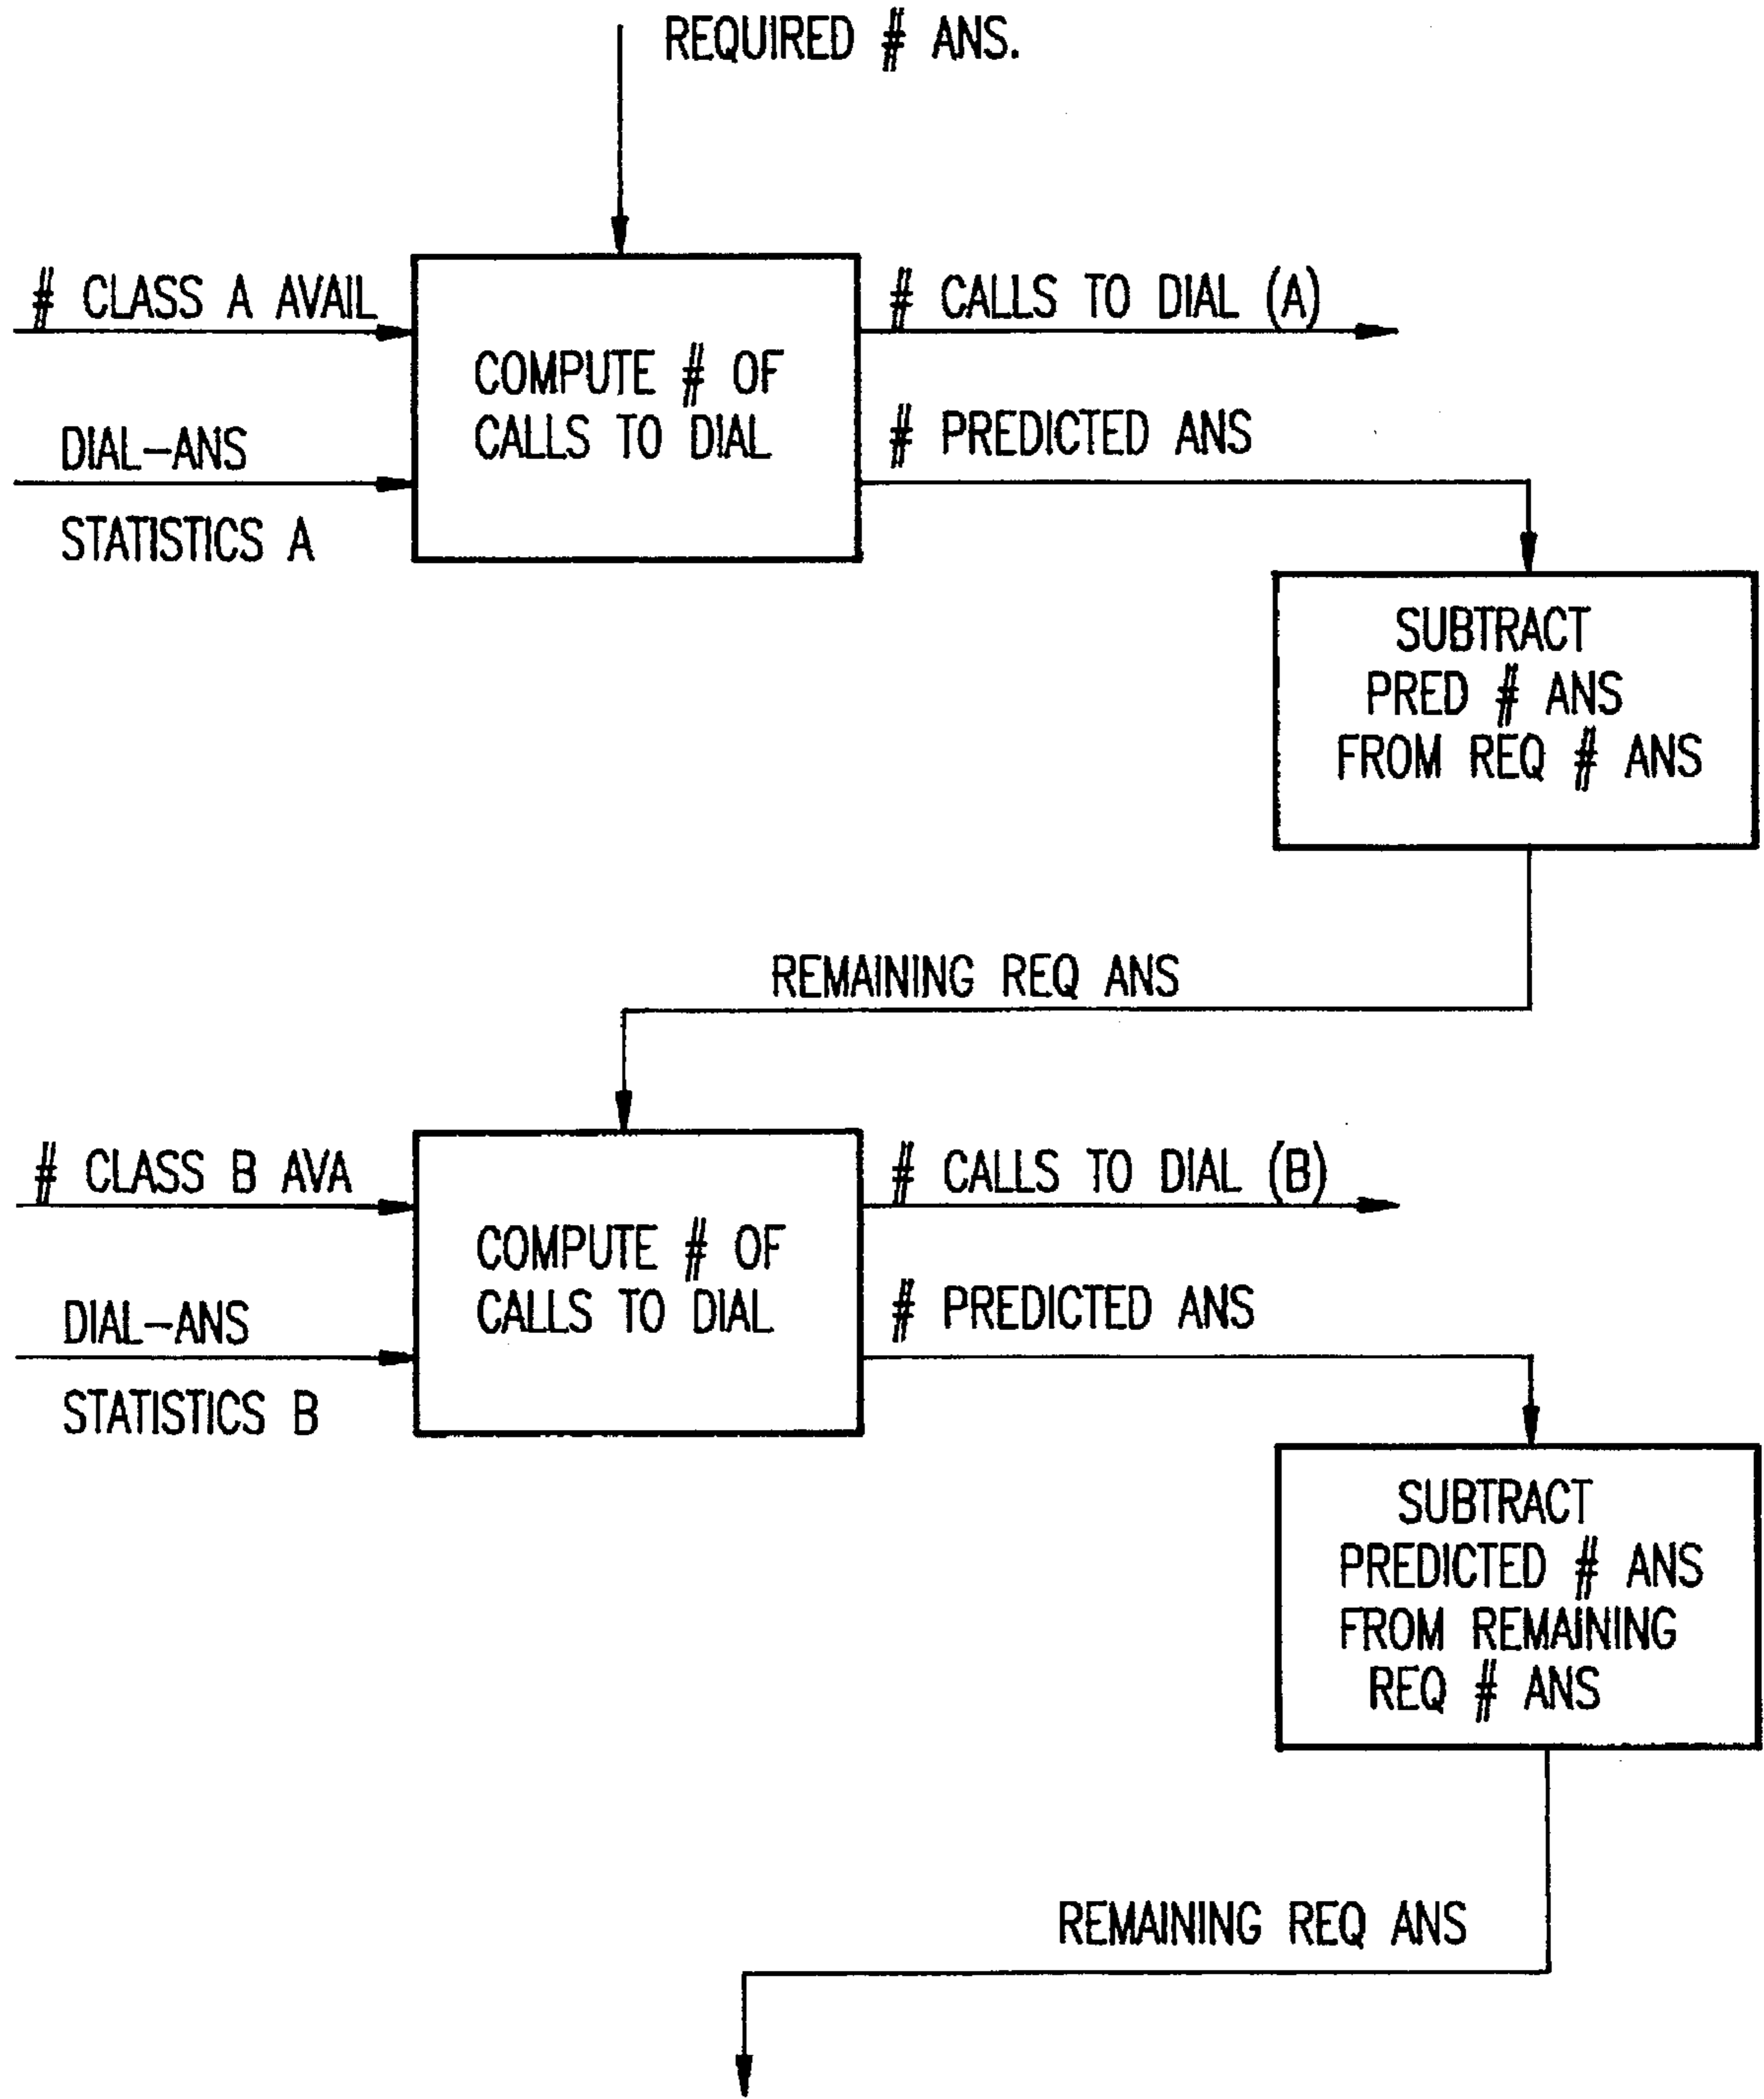 REQUIRED # ANS.
# CLASS A AVAIL
DIAL-ANS
STATISTICS A
COMPUTE # OF
CALLS TO DIAL
# CALLS TO DIAL (A)
# PREDICTED ANS
SUBTRACT
PRED # ANS
FROM REQ # ANS
REMAINING REQ ANS
# CLASS B AVA
DIAL-ANS
STATISTICS B
COMPUTE # OF
CALLS TO DIAL
# CALLS TO DIAL (B)
# PREDICTED ANS
SUBTRACT
PREDICTED # ANS
FROM REMAINING
REQ # ANS
REMAINING REQ ANS